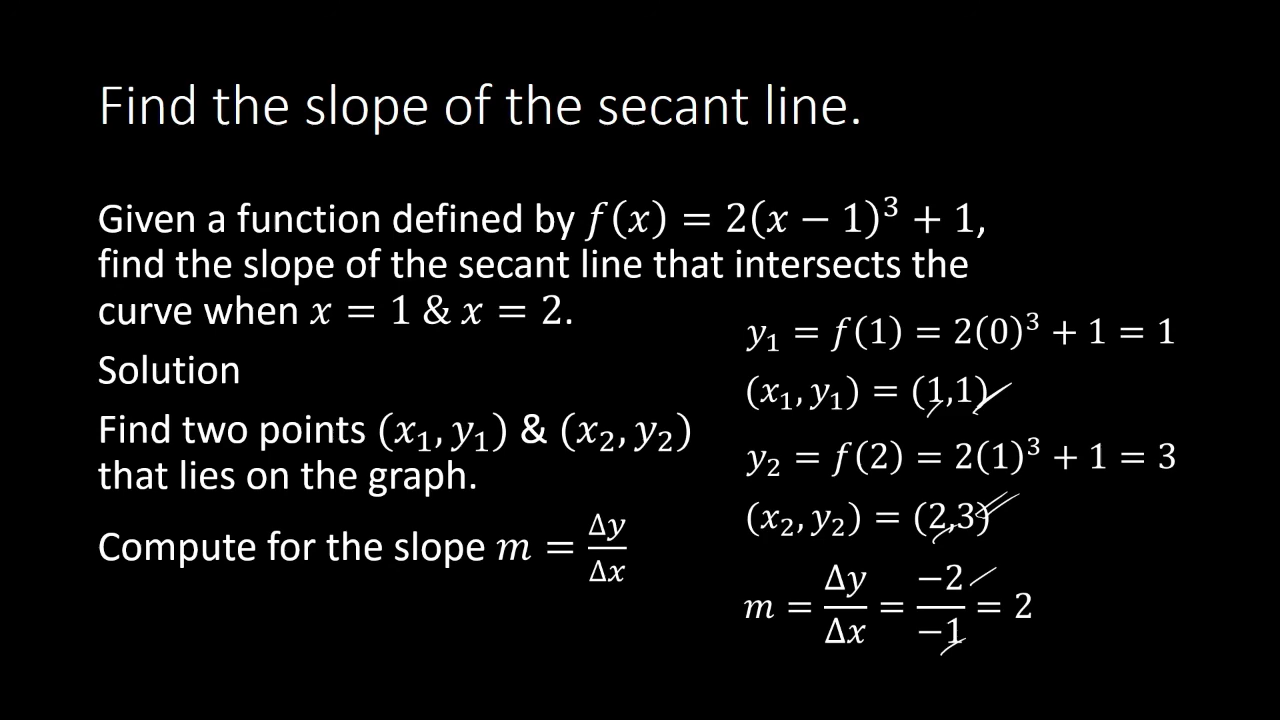 Find the slope of the secant line.
Given a function defined by 𝑓(𝑥) = 2(𝑥 − 1)³ + 1,
find the slope of the secant line that intersects the
curve when 𝑥 = 1 & 𝑥 = 2.
Solution
Find two points (𝑥₁, 𝑦₁) & (𝑥₂, 𝑦₂)
that lies on the graph.
Compute for the slope 𝑚 = Δ𝑦/Δ𝑥
𝑦₁ = 𝑓(1) = 2(0)³ + 1 = 1
(𝑥₁, 𝑦₁) = (1,1)
𝑦₂ = 𝑓(2) = 2(1)³ + 1 = 3
(𝑥₂, 𝑦₂) = (2,3)
𝑚 = Δ𝑦/Δ𝑥 = −2/−1 = 2